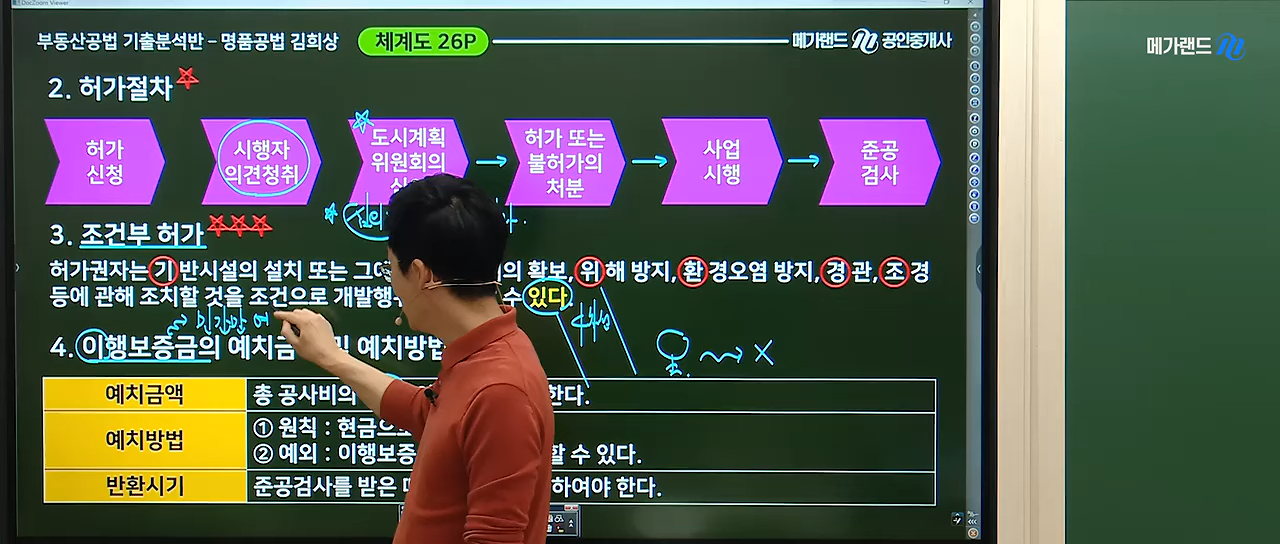 DocZoom Viewer
부동산공법 기출분석반 – 명품공법 김희상
체계도 26P
메가랜드 공인중개사
메가랜드
2. 허가절차
허가
신청
시행자
의견청취
도시계획
위원회의
허가 또는
불허가의
처분
사업
시행
준공
검사
3. 조건부 허가
허가권자는 기반시설의 설치 또는 그에 의 확보, 위해 방지, 환경오염 방지, 경관, 조경
등에 관해 조치할 것을 조건으로 개발행 수 있다.
민간만 예
4. 이행보증금의 예치금 및 예치방법
예치금액
총 공사비의 한다.
예치방법
① 원칙 : 현금으로
② 예외 : 이행보증 할 수 있다.
반환시기
준공검사를 받은 하여야 한다.